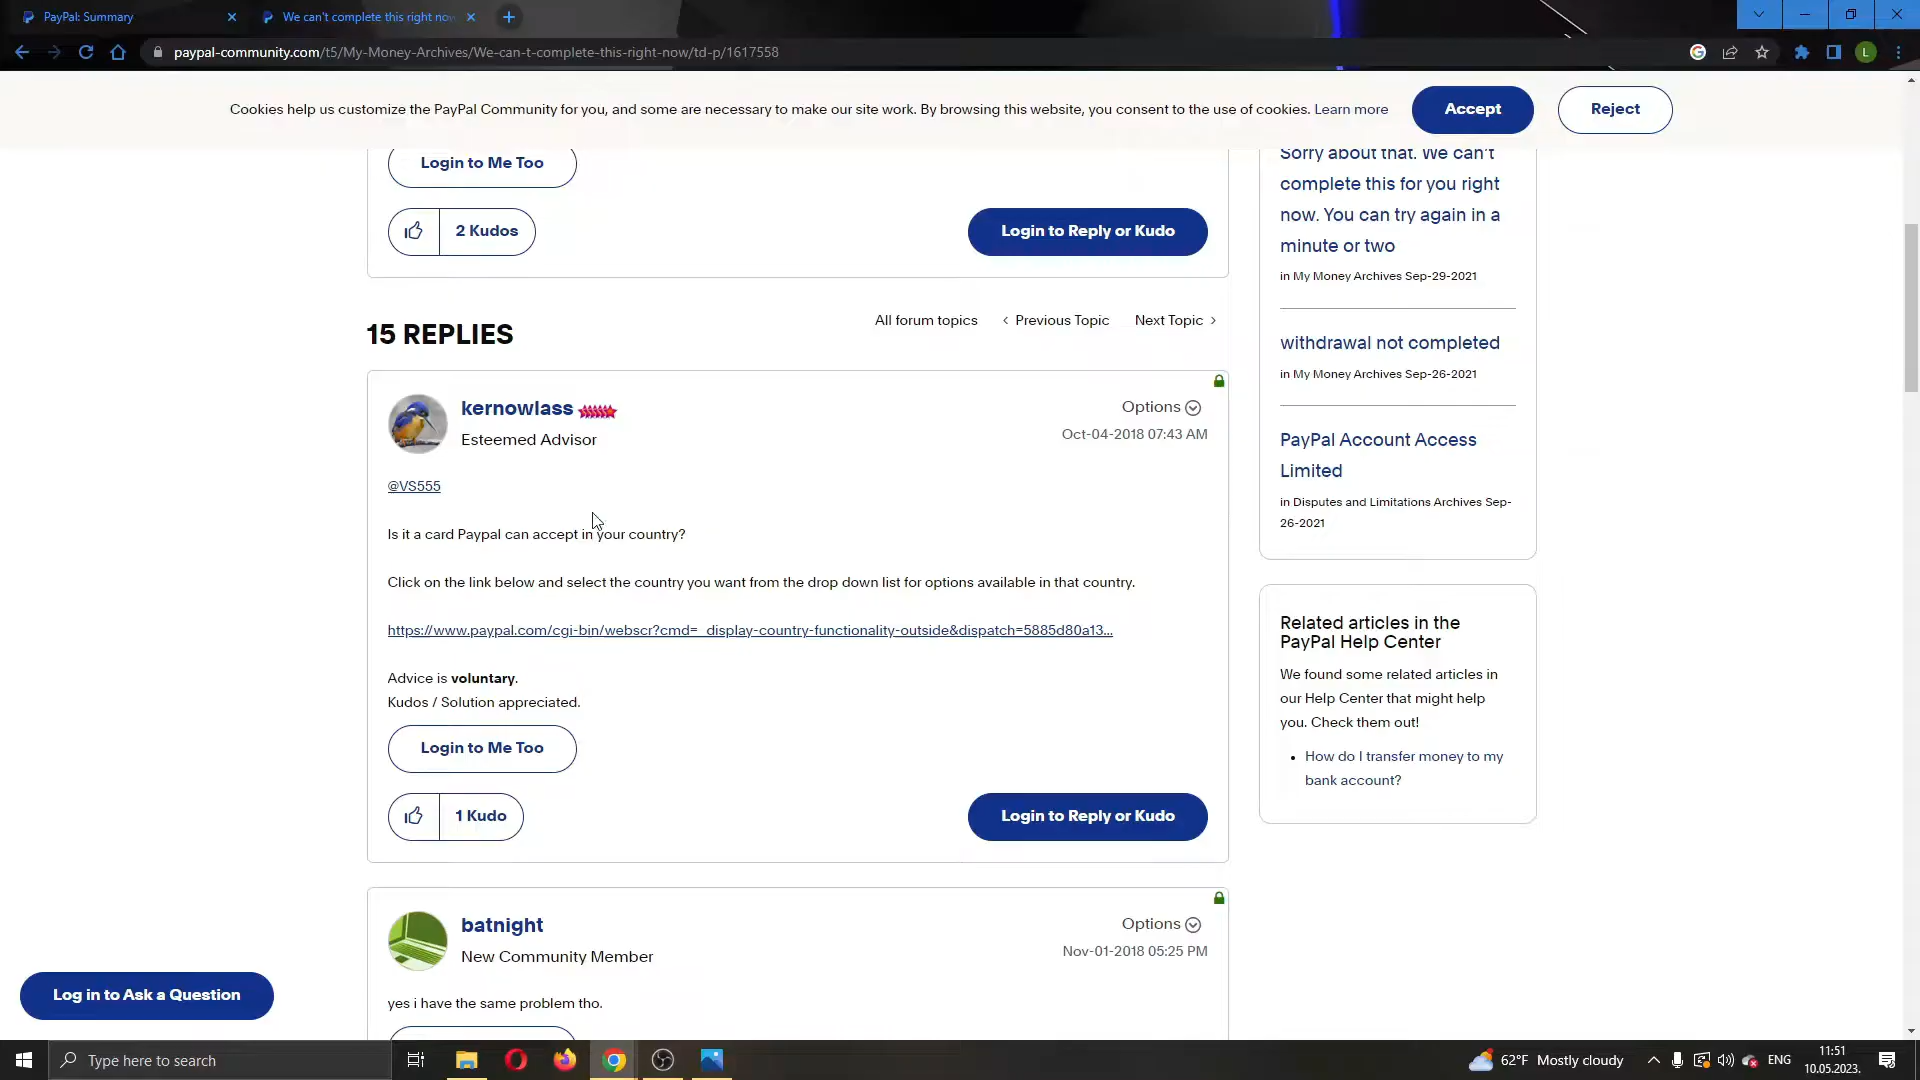 PayPal: Summary
We can't complete this right now
paypal-community.com/t5/My-Money-Archives/We-can-t-complete-this-right-now/td-p/1617558
L
Cookies help us customize the PayPal Community for you, and some are necessary to make our site work. By browsing this website, you consent to the use of cookies. Learn more
Accept
Reject
Login to Me Too
2 Kudos
Login to Reply or Kudo
15 REPLIES
All forum topics
Previous Topic
Next Topic
kernowlass
Esteemed Advisor
Options
Oct-04-2018 07:43 AM
@VS555
Is it a card Paypal can accept in your country?
Click on the link below and select the country you want from the drop down list for options available in that country.
https://www.paypal.com/cgi-bin/webscr?cmd=_display-country-functionality-outside&dispatch=5885d80a13...
Advice is voluntary.
Kudos / Solution appreciated.
Login to Me Too
1 Kudo
Login to Reply or Kudo
batnight
New Community Member
Options
Nov-01-2018 05:25 PM
yes i have the same problem tho.
Sorry about that. We can't
complete this for you right
now. You can try again in a
minute or two
in My Money Archives Sep-29-2021
withdrawal not completed
in My Money Archives Sep-26-2021
PayPal Account Access
Limited
in Disputes and Limitations Archives Sep-
26-2021
Related articles in the
PayPal Help Center
We found some related articles in
our Help Center that might help
you. Check them out!
How do I transfer money to my
bank account?
Log in to Ask a Question
Type here to search
62°F Mostly cloudy
ENG
11:51
10.05.2023.